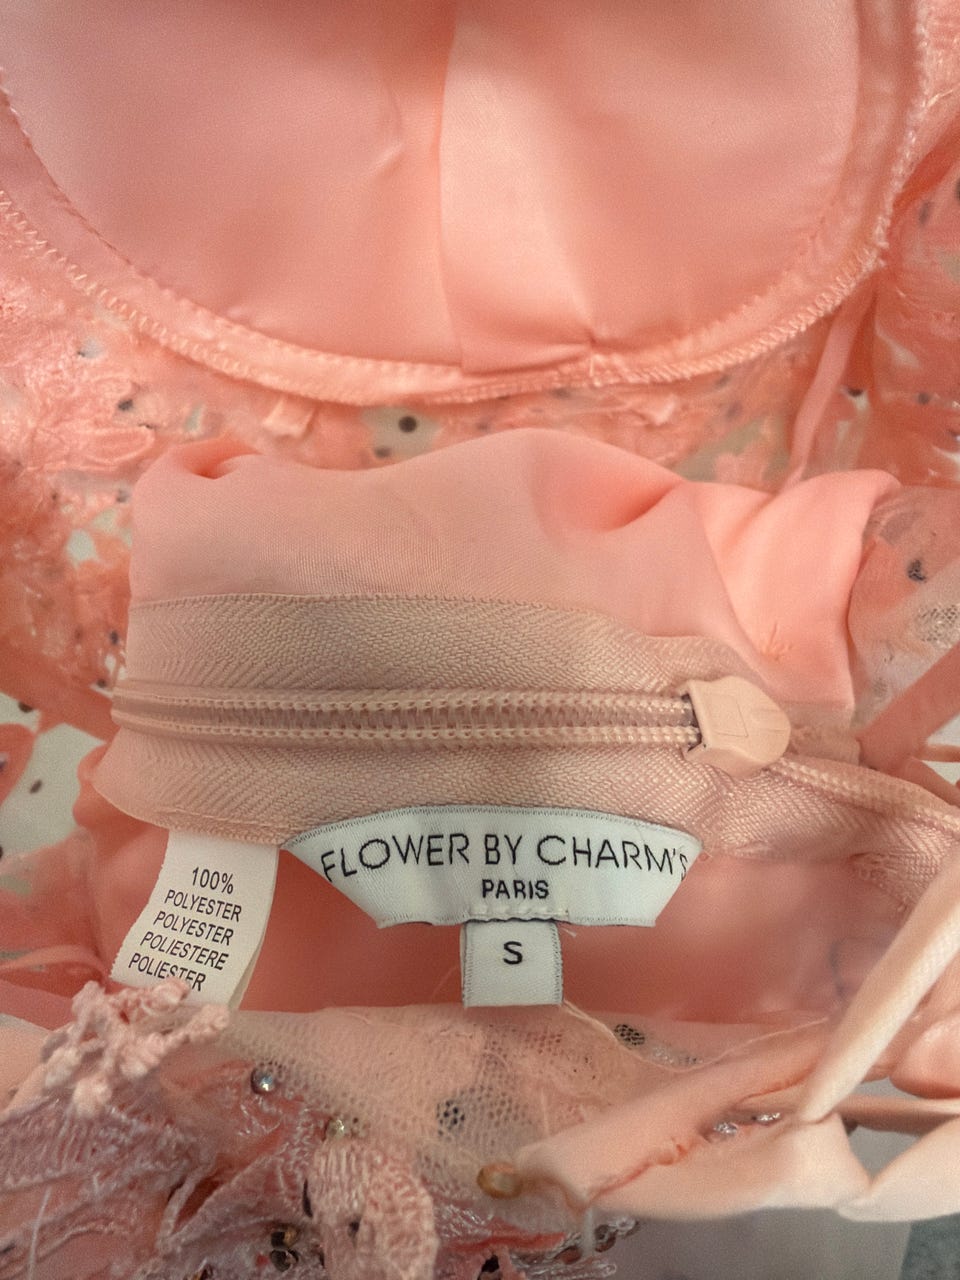 FLOWER BY CHARM'S
PARIS
S
100%
POLYESTER
POLYESTER
POLIESTERE
POLIESTER